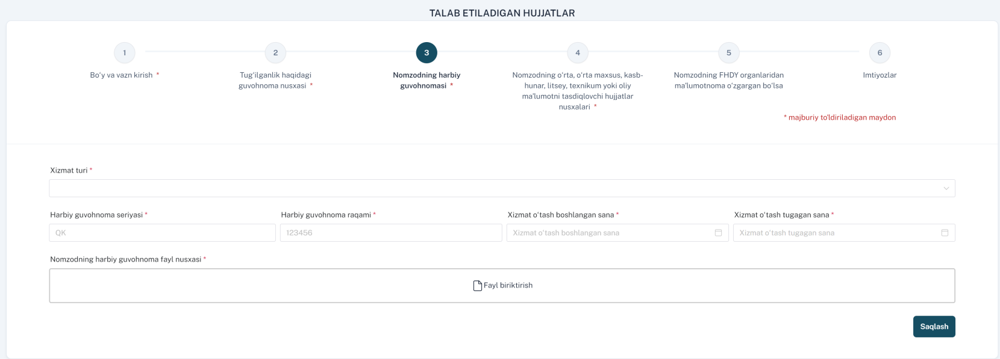 TALAB ETILADIGAN HUJJATLAR
1
2
3
4
5
6
Bo‘y va vazn kirish *
Tug‘ilganlik haqidagi
guvohnoma nusxasi *
Nomzodning harbiy
guvohnomasi *
Nomzodning o‘rta, o‘rta maxsus, kasb-
hunar, litsey, texnikum yoki oliy
ma'lumotni tasdiqlovchi hujjatlar
nusxalari *
Nomzodning FHDY organlaridan
ma'lumotnoma o‘zgargan bo‘lsa
Imtiyozlar
* majburiy to'ldiriladigan maydon
Xizmat turi *
Harbiy guvohnoma seriyasi *
QK
Harbiy guvohnoma raqami *
123456
Xizmat o‘tash boshlangan sana *
Xizmat o‘tash boshlangan sana
Xizmat o‘tash tugagan sana *
Xizmat o‘tash tugagan sana
Nomzodning harbiy guvohnoma fayl nusxasi *
Fayl biriktirish
Saqlash